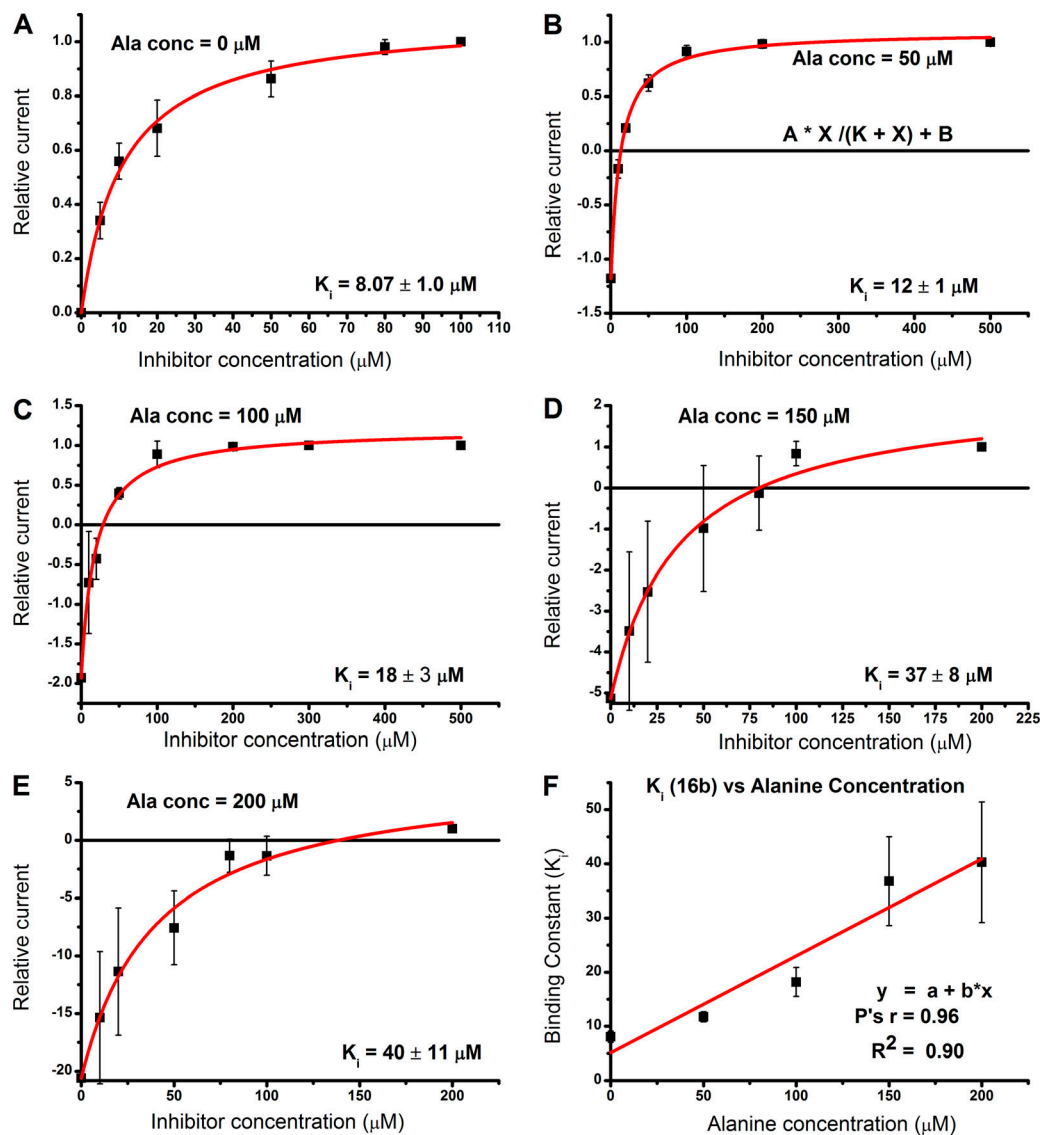 A
Ala conc = 0 μM
1.0
0.8
0.6
0.4
0.2
0.0
Relative current
K_i = 8.07 ± 1.0 μM
0 10 20 30 40 50 60 70 80 90 100 110
Inhibitor concentration (μM)
B
Ala conc = 50 μM
A * X /(K + X) + B
1.0
0.5
0.0
-0.5
-1.0
-1.5
Relative current
K_i = 12 ± 1 μM
0 100 200 300 400 500
Inhibitor concentration (μM)
C
Ala conc = 100 μM
1.5
1.0
0.5
0.0
-0.5
-1.0
-1.5
-2.0
Relative current
K_i = 18 ± 3 μM
0 100 200 300 400 500
Inhibitor concentration (μM)
D
Ala conc = 150 μM
2
1
0
-1
-2
-3
-4
-5
Relative current
K_i = 37 ± 8 μM
0 25 50 75 100 125 150 175 200 225
Inhibitor concentration (μM)
E
Ala conc = 200 μM
5
0
-5
-10
-15
-20
Relative current
K_i = 40 ± 11 μM
0 50 100 150 200
Inhibitor concentration (μM)
F
K_i (16b) vs Alanine Concentration
50
40
30
20
10
0
Binding Constant (K_i)
y = a + b*x
P's r = 0.96
R² = 0.90
0 50 100 150 200
Alanine concentration (μM)